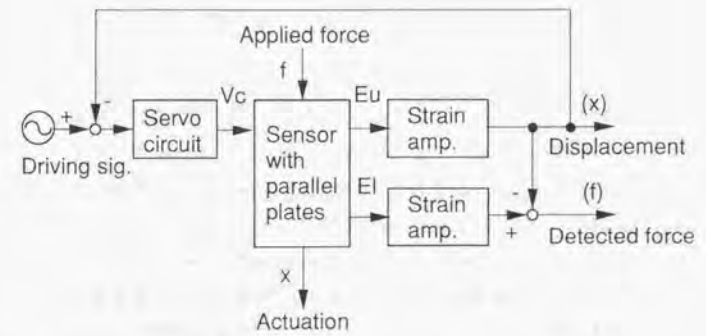 Applied force
f
Vc
Eu
(x)
+
-
Servo
circuit
Sensor
with
parallel
plates
Strain
amp.
Driving sig.
Displacement
El
Strain
amp.
-
+
(f)
Detected force
x
Actuation